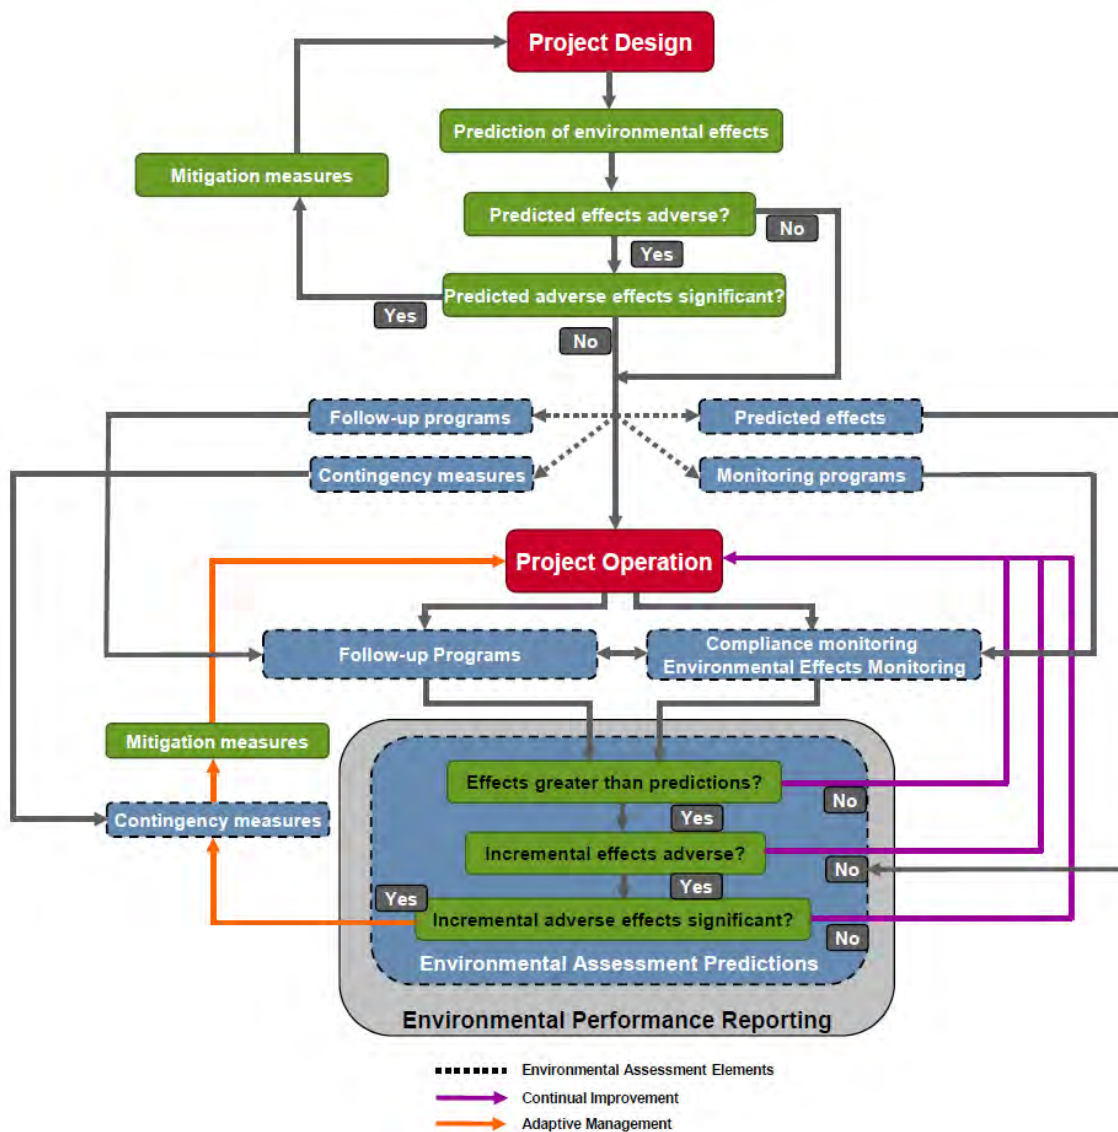 Project Design
Prediction of environmental effects
Mitigation measures
Predicted effects adverse?
No
Yes
Predicted adverse effects significant?
Yes
No
Follow-up programs
Predicted effects
Contingency measures
Monitoring programs
Project Operation
Follow-up Programs
Compliance monitoring
Environmental Effects Monitoring
Mitigation measures
Effects greater than predictions?
No
Contingency measures
Yes
Incremental effects adverse?
No
Yes
Yes
Incremental adverse effects significant?
No
Environmental Assessment Predictions
Environmental Performance Reporting
Environmental Assessment Elements
Continual Improvement
Adaptive Management